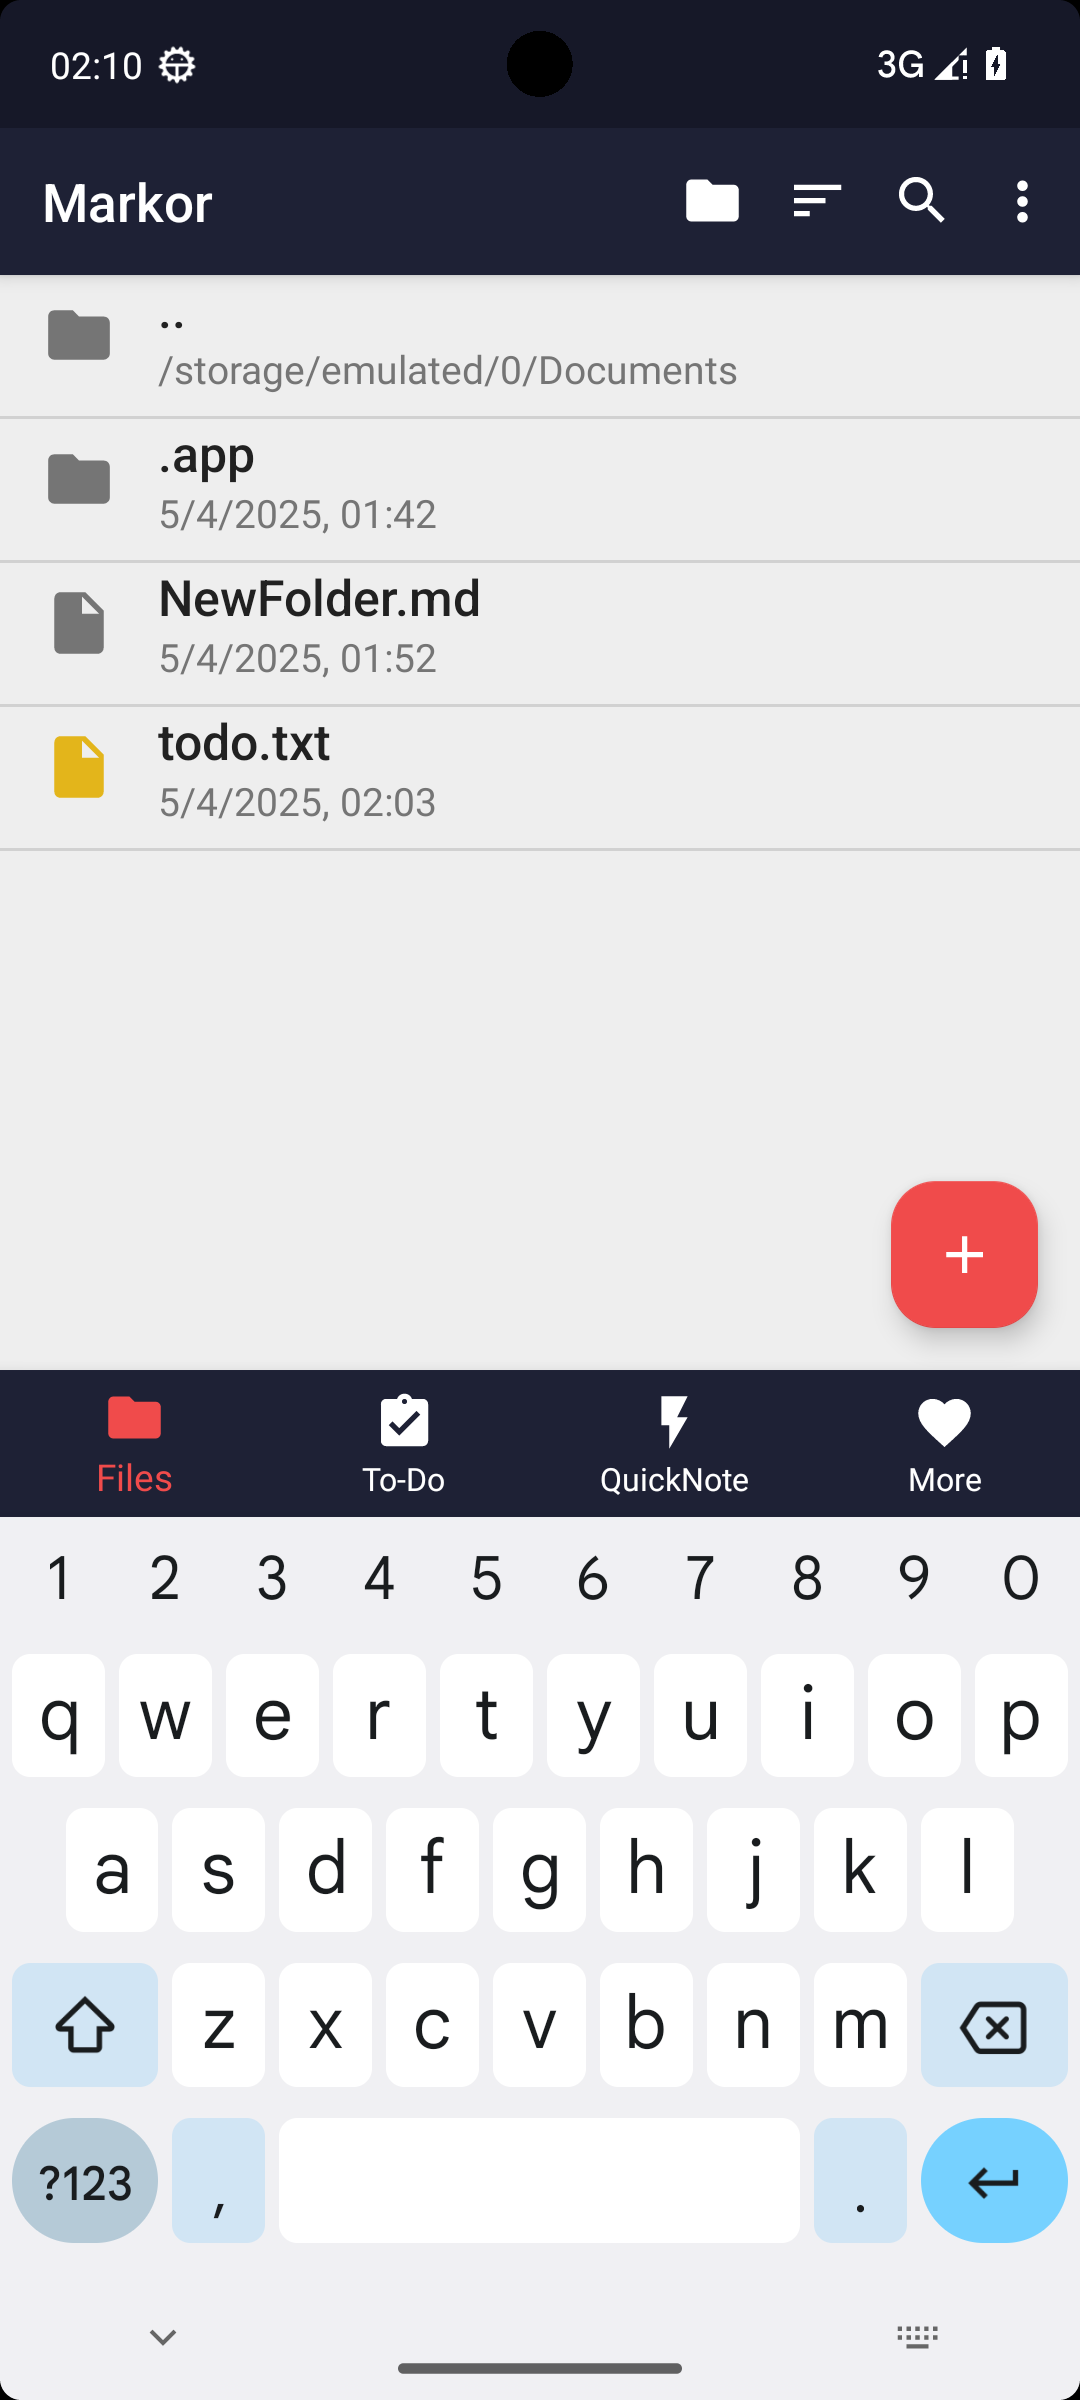 02:10
3G
Markor
..
/storage/emulated/0/Documents
.app
5/4/2025, 01:42
NewFolder.md
5/4/2025, 01:52
todo.txt
5/4/2025, 02:03
+
Files To-Do QuickNote More
1 2 3 4 5 6 7 8 9 0
q w e r t y u i o p
a s d f g h j k l
z x c v b n m
?123 , .